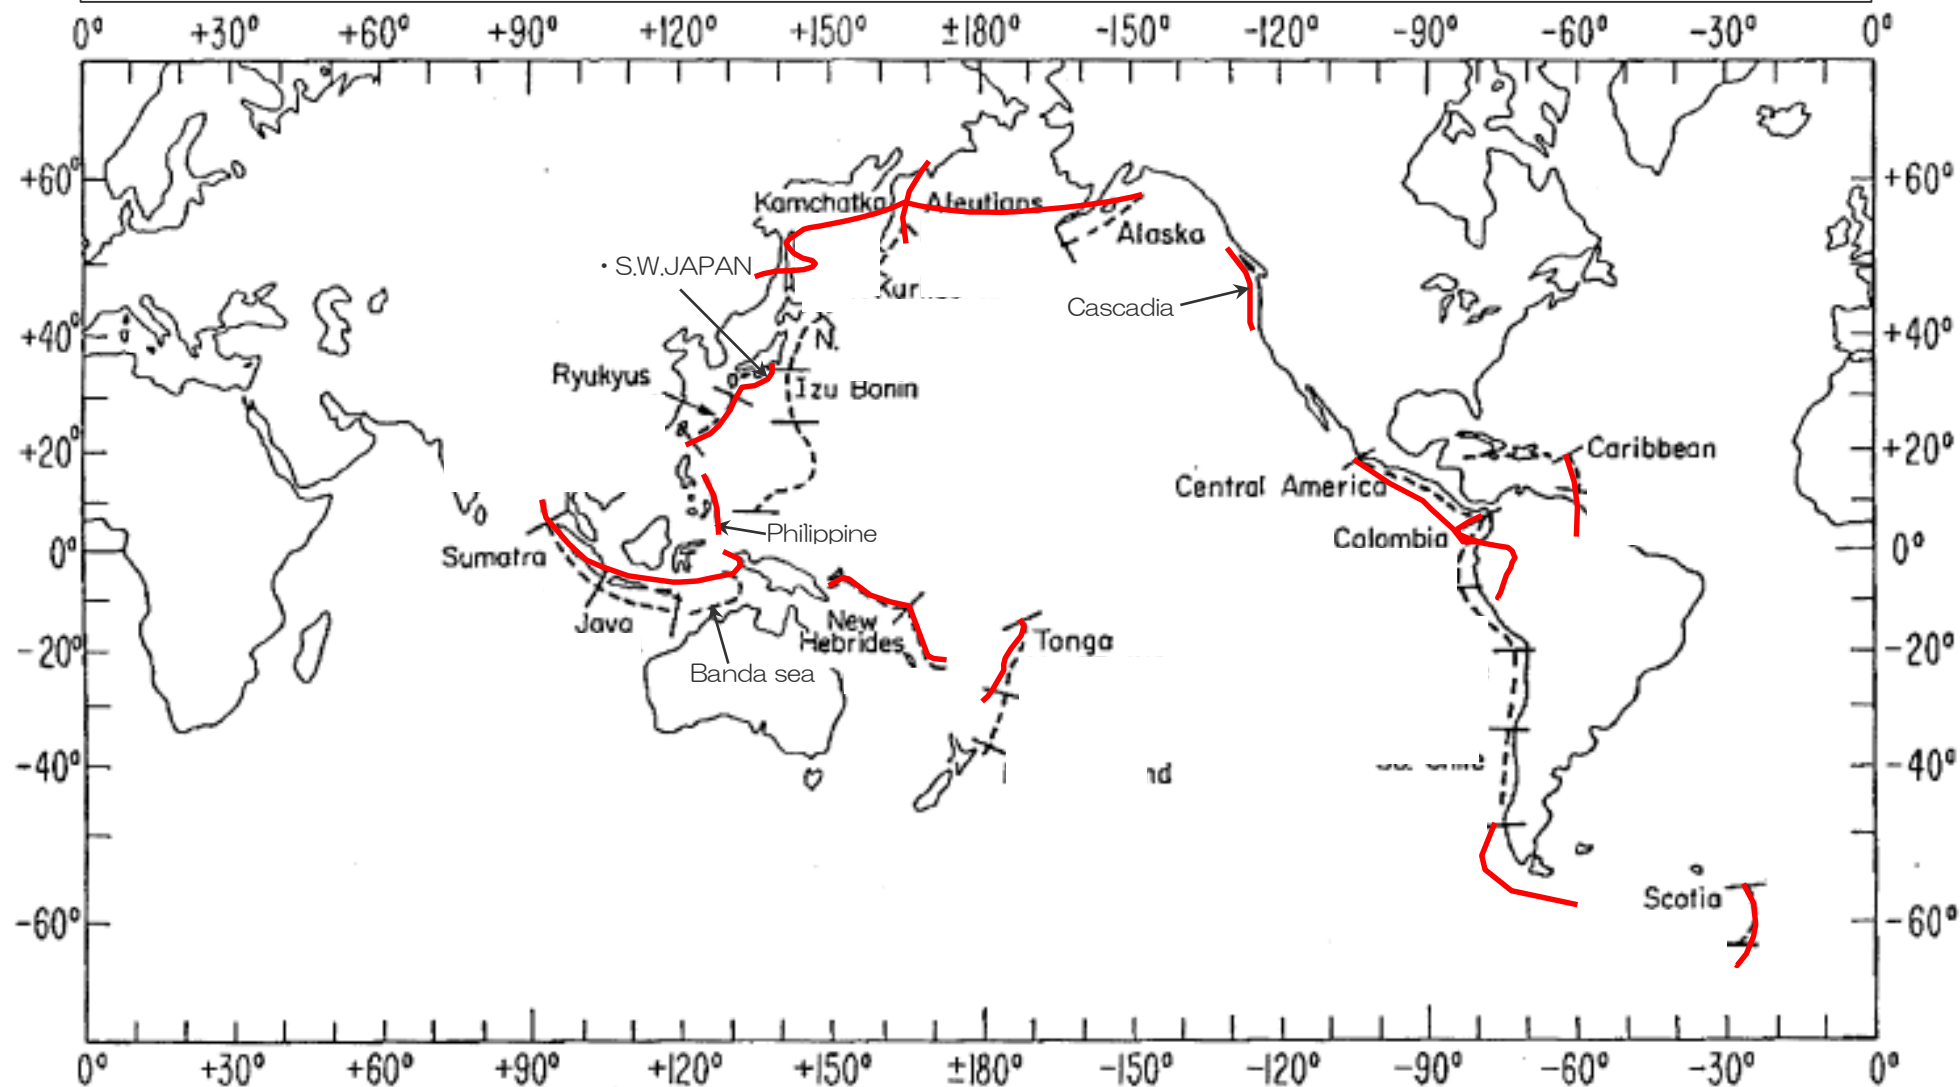 0° +30° +60° +90° +120° +150° ±180° -150° -120° -90° -60° -30° 0°
+60° +60°
Kamchatka Aleutians
Alaska
• S.W.JAPAN
Kur
Cascadia
+40° +40°
N.
Ryukyus
Izu Bonin
+20° +20°
Caribbean
Central America
Philippine
Colombia
0° 0°
Sumatra
Java
New
Hebrides
Tonga
-20° -20°
Banda sea
-40° -40°
nd
Scotia
-60° -60°
0° +30° +60° +90° +120° +150° ±180° -150° -120° -90° -60° -30° 0°